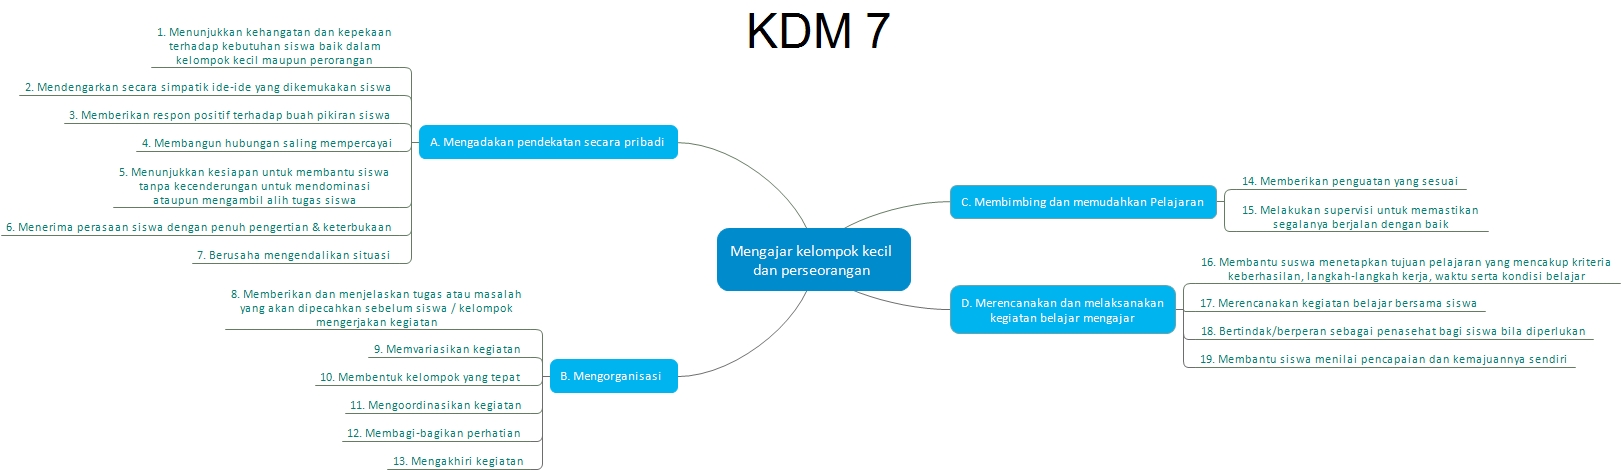 KDM 7
1. Menunjukkan kehangatan dan kepekaan
terhadap kebutuhan siswa baik dalam
kelompok kecil maupun perorangan
2. Mendengarkan secara simpatik ide-ide yang dikemukakan siswa
3. Memberikan respon positif terhadap buah pikiran siswa
4. Membangun hubungan saling mempercayai
5. Menunjukkan kesiapan untuk membantu siswa
tanpa kecenderungan untuk mendominasi
ataupun mengambil alih tugas siswa
6. Menerima perasaan siswa dengan penuh pengertian & keterbukaan
7. Berusaha mengendalikan situasi
A. Mengadakan pendekatan secara pribadi
8. Memberikan dan menjelaskan tugas atau masalah
yang akan dipecahkan sebelum siswa / kelompok
mengerjakan kegiatan
9. Memvariasikan kegiatan
10. Membentuk kelompok yang tepat
11. Mengoordinasikan kegiatan
12. Membagi-bagikan perhatian
13. Mengakhiri kegiatan
B. Mengorganisasi
Mengajar kelompok kecil
dan perseorangan
C. Membimbing dan memudahkan Pelajaran
14. Memberikan penguatan yang sesuai
15. Melakukan supervisi untuk memastikan
segalanya berjalan dengan baik
D. Merencanakan dan melaksanakan
kegiatan belajar mengajar
16. Membantu suswa menetapkan tujuan pelajaran yang mencakup kriteria
keberhasilan, langkah-langkah kerja, waktu serta kondisi belajar
17. Merencanakan kegiatan belajar bersama siswa
18. Bertindak/berperan sebagai penasehat bagi siswa bila diperlukan
19. Membantu siswa menilai pencapaian dan kemajuannya sendiri